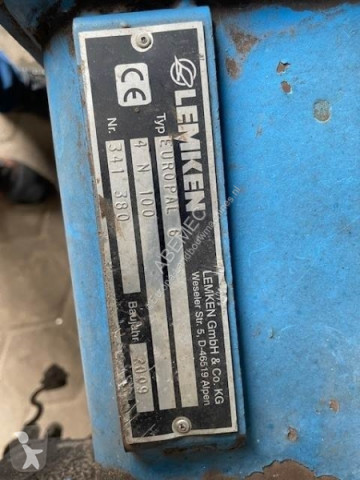 LEMKEN
CE
Typ EUROPAL 6
4 N 100
Nr. 341 380
Baujahr 2009
LEMKEN GmbH & Co. KG
Weseler Str. 5, D-46519 Alpen